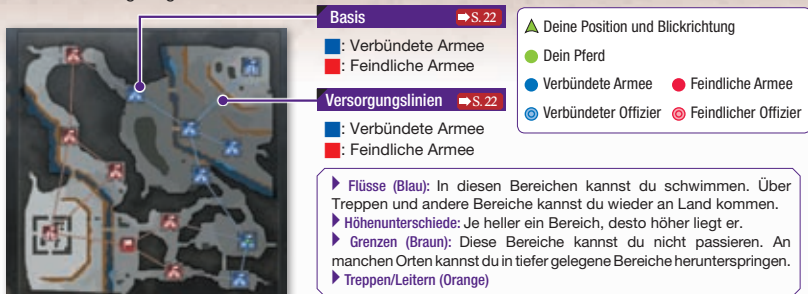 Basis ➡S. 22
: Verbündete Armee
: Feindliche Armee
Versorgungslinien ➡S. 22
: Verbündete Armee
: Feindliche Armee
Deine Position und Blickrichtung
Dein Pferd
Verbündete Armee Feindliche Armee
Verbündeter Offizier Feindlicher Offizier
Flüsse (Blau): In diesen Bereichen kannst du schwimmen. Über
Treppen und andere Bereiche kannst du wieder an Land kommen.
Höhenunterschiede: Je heller ein Bereich, desto höher liegt er.
Grenzen (Braun): Diese Bereiche kannst du nicht passieren. An
manchen Orten kannst du in tiefer gelegene Bereiche herunterspringen.
Treppen/Leitern (Orange)